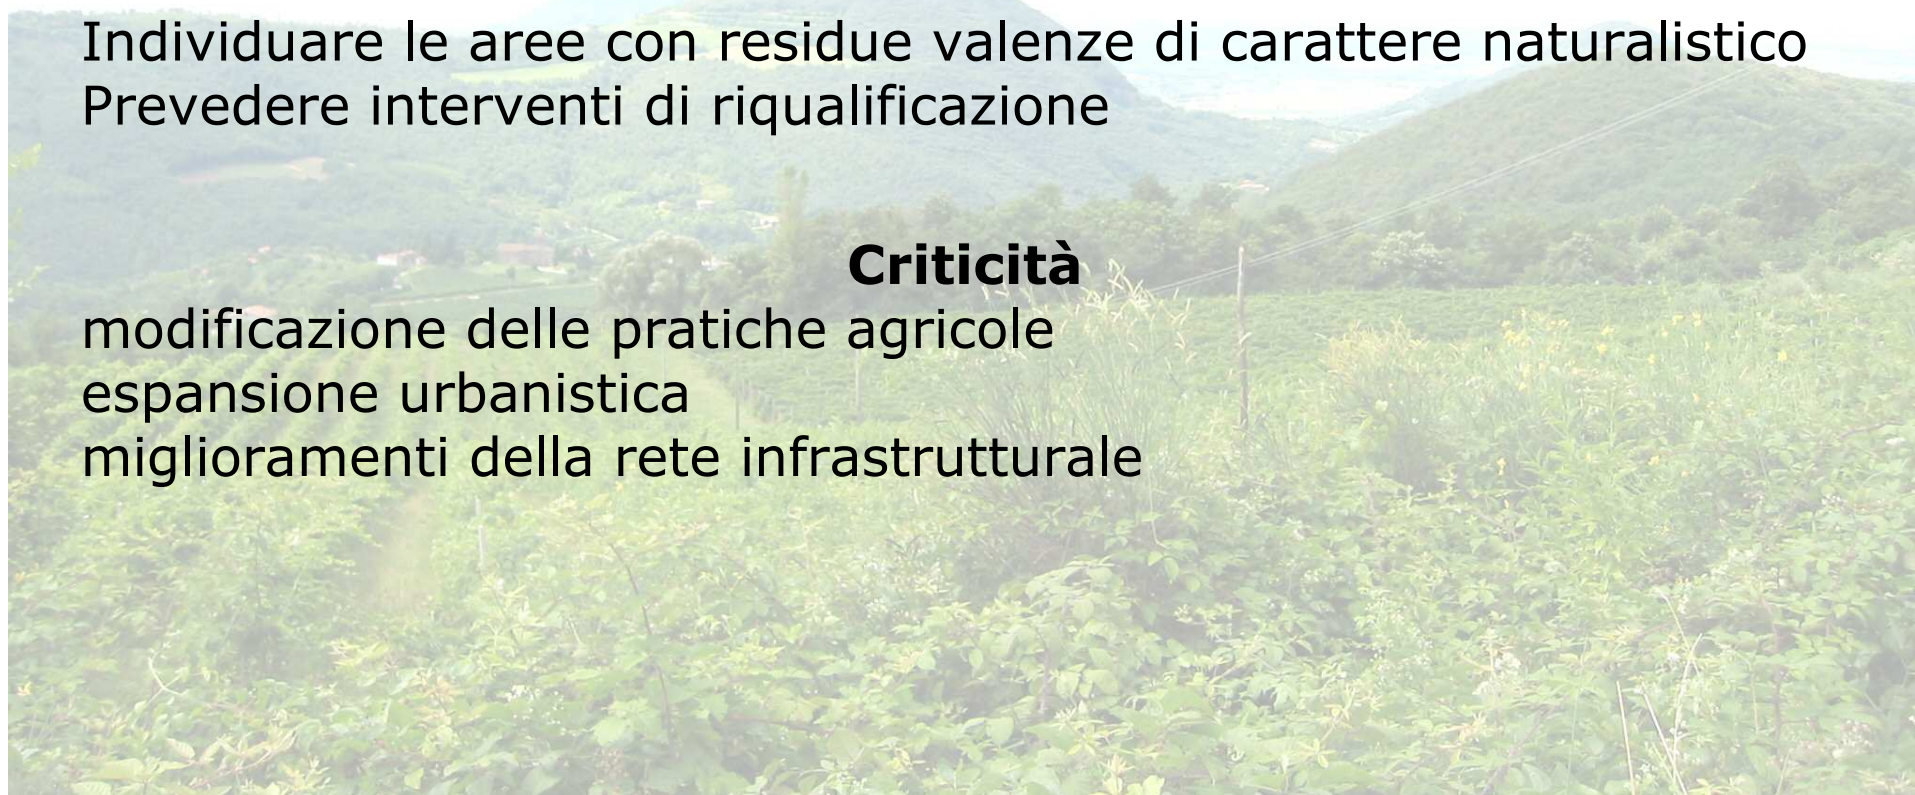 Individuare le aree con residue valenze di carattere naturalistico
Prevedere interventi di riqualificazione
Criticità
modificazione delle pratiche agricole
espansione urbanistica
miglioramenti della rete infrastrutturale